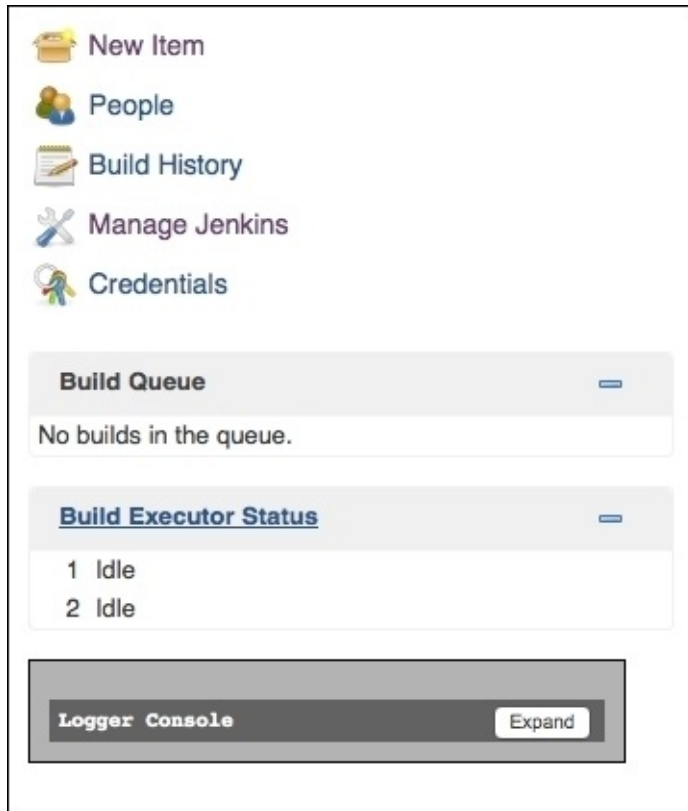 New Item
People
Build History
Manage Jenkins
Credentials
Build Queue
No builds in the queue.
Build Executor Status
1 Idle
2 Idle
Logger Console Expand